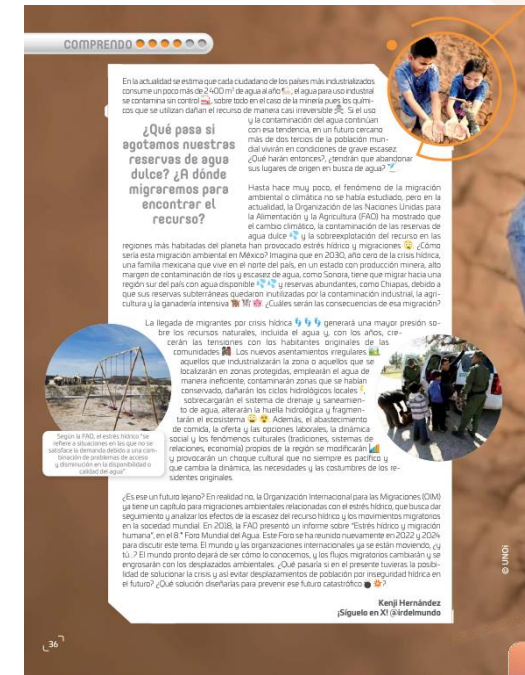 COMPRENDO
En la actualidad se estima que cada ciudadano de los países más industrializados
consume un poco más de 2 400 m³ de agua al año, el agua para uso industrial
se contamina sin control, sobre todo en el caso de la minería pues los quími-
cos que se utilizan dañan el recurso de manera casi irreversible. Si el uso
y la contaminación del agua continúan
con esa tendencia, en un futuro cercano
más de dos tercios de la población mun-
dial vivirán en condiciones de grave escasez.
¿Qué harán entonces?, ¿tendrán que abandonar
sus lugares de origen en busca de agua?
¿Qué pasa si
agotamos nuestras
reservas de agua
dulce? ¿A dónde
migraremos para
encontrar el
recurso?
Hasta hace muy poco, el fenómeno de la migración
ambiental o climática no se había estudiado, pero en la
actualidad, la Organización de las Naciones Unidas para
la Alimentación y la Agricultura (FAO) ha mostrado que
el cambio climático, la contaminación de las reservas de
agua dulce y la sobreexplotación del recurso en las
regiones más habitadas del planeta han provocado estrés hídrico y migraciones. ¿Cómo
sería esta migración ambiental en México? Imagina que en 2030, año cero de la crisis hídrica,
una familia mexicana que vive en el norte del país, en un estado con producción minera, alto
margen de contaminación de ríos y escasez de agua, como Sonora, tiene que migrar hacia una
región sur del país con agua disponible y reservas abundantes, como Chiapas, debido a
que sus reservas subterráneas quedaron inutilizadas por la contaminación industrial, la agri-
cultura y la ganadería intensiva. ¿Cuáles serán las consecuencias de esa migración?
La llegada de migrantes por crisis hídrica generará una mayor presión so-
bre los recursos naturales, incluida el agua y, con los años, cre-
cerán las tensiones con los habitantes originales de las
comunidades. Los nuevos asentamientos irregulares
aquellos que industrializarán la zona o aquellos que se
localizarán en zonas protegidas, emplearán el agua de
manera ineficiente, contaminarán zonas que se habían
conservado, dañarán los ciclos hidrológicos locales,
sobrecargarán el sistema de drenaje y saneamien-
to de agua, alterarán la huella hidrológica y fragmen-
tarán el ecosistema. Además, el abastecimiento
de comida, la oferta y las opciones laborales, la dinámica
social y los fenómenos culturales (tradiciones, sistemas de
relaciones, economía) propios de la región se modificarán
y provocarán un choque cultural que no siempre es pacífico y
que cambia la dinámica, las necesidades y las costumbres de los re-
sidentes originales.
Según la FAO, el estrés hídrico "se
refiere a situaciones en las que no se
satisface la demanda debido a una com-
binación de problemas de acceso
y disminución en la disponibilidad o
calidad del agua".
¿Es ese un futuro lejano? En realidad no, la Organización Internacional para las Migraciones (OIM)
ya tiene un capítulo para migraciones ambientales relacionadas con el estrés hídrico, que busca dar
seguimiento y analizar los efectos de la escasez del recurso hídrico y los movimientos migratorios
en la sociedad mundial. En 2018, la FAO presentó un informe sobre "Estrés hídrico y migración
humana", en el 8.° Foro Mundial del Agua. Este Foro se ha reunido nuevamente en 2022 y 2024
para discutir este tema. El mundo y las organizaciones internacionales ya se están moviendo, ¿y
tú..? El mundo pronto dejará de ser cómo lo conocemos, y los flujos migratorios cambiarán y se
engrosarán con los desplazados ambientales. ¿Qué pasaría si en el presente tuvieras la posibi-
lidad de solucionar la crisis y así evitar desplazamientos de población por inseguridad hídrica en
el futuro? ¿Qué solución diseñarías para prevenir ese futuro catastrófico?
Kenji Hernández
¡Síguelo en X! @irdelmundo
© UNOi
36